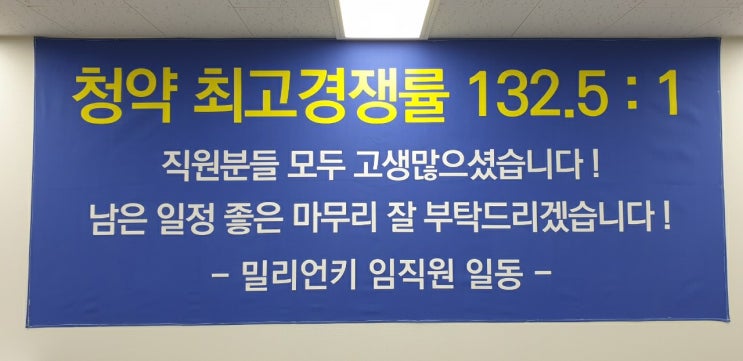 청약 최고경쟁률 132.5 : 1
직원분들 모두 고생많으셨습니다!
남은 일정 좋은 마무리 잘 부탁드리겠습니다!
- 밀리언키 임직원 일동 -